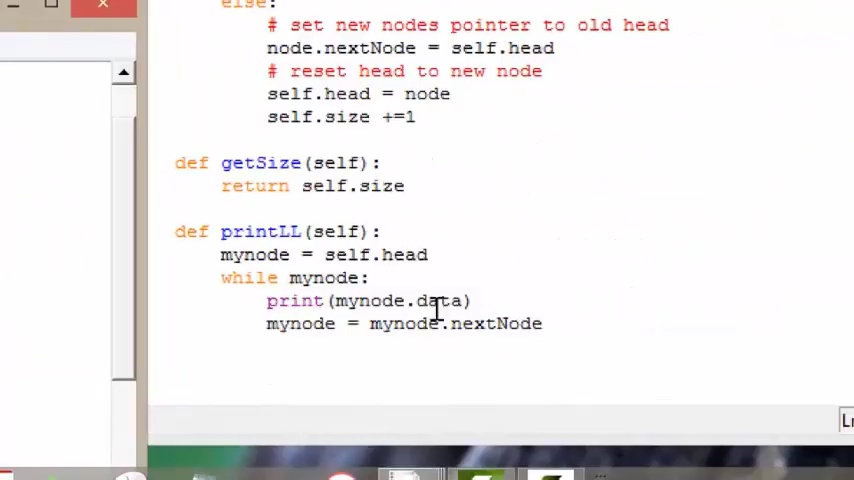 else:
# set new nodes pointer to old head
node.nextNode = self.head
# reset head to new node
self.head = node
self.size +=1
def getSize(self):
return self.size
def printLL(self):
mynode = self.head
while mynode:
print(mynode.data)
mynode = mynode.nextNode
Ln